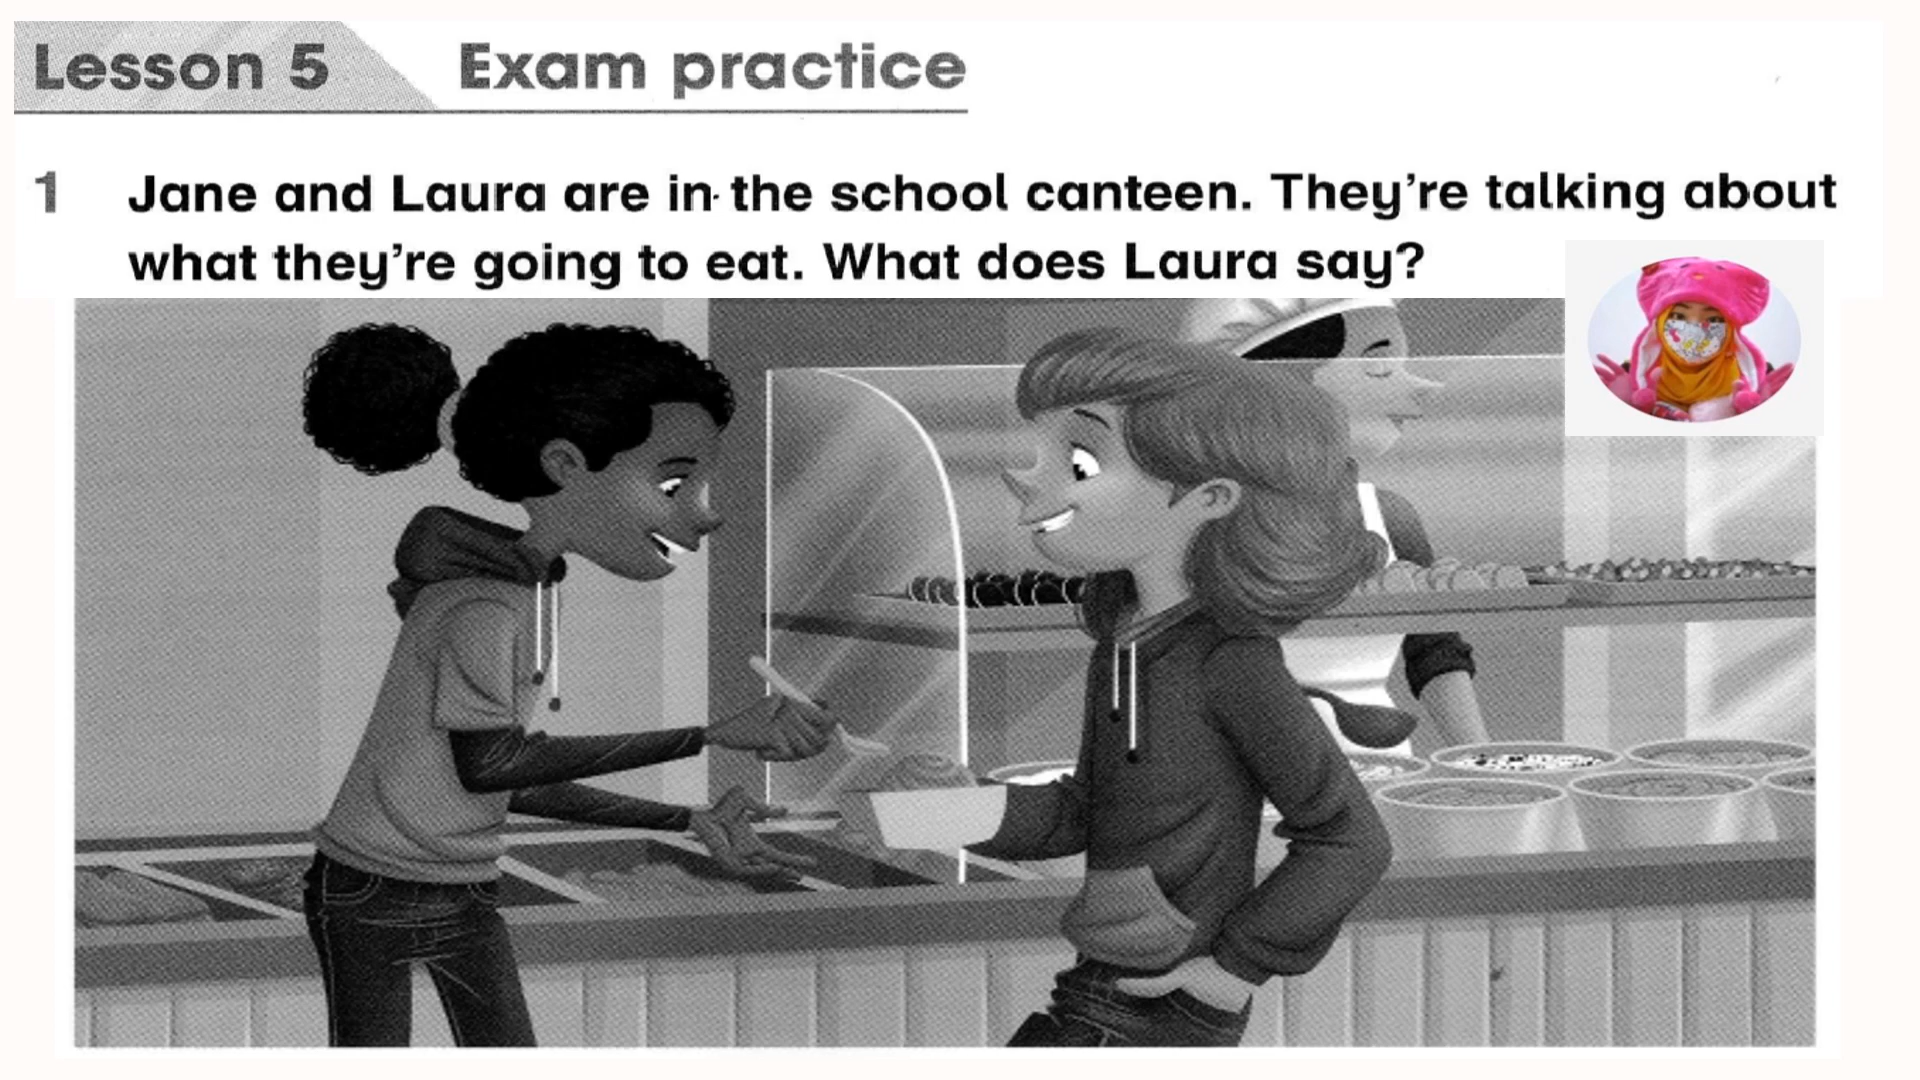 Lesson 5 Exam practice
1 Jane and Laura are in the school canteen. They're talking about
what they're going to eat. What does Laura say?